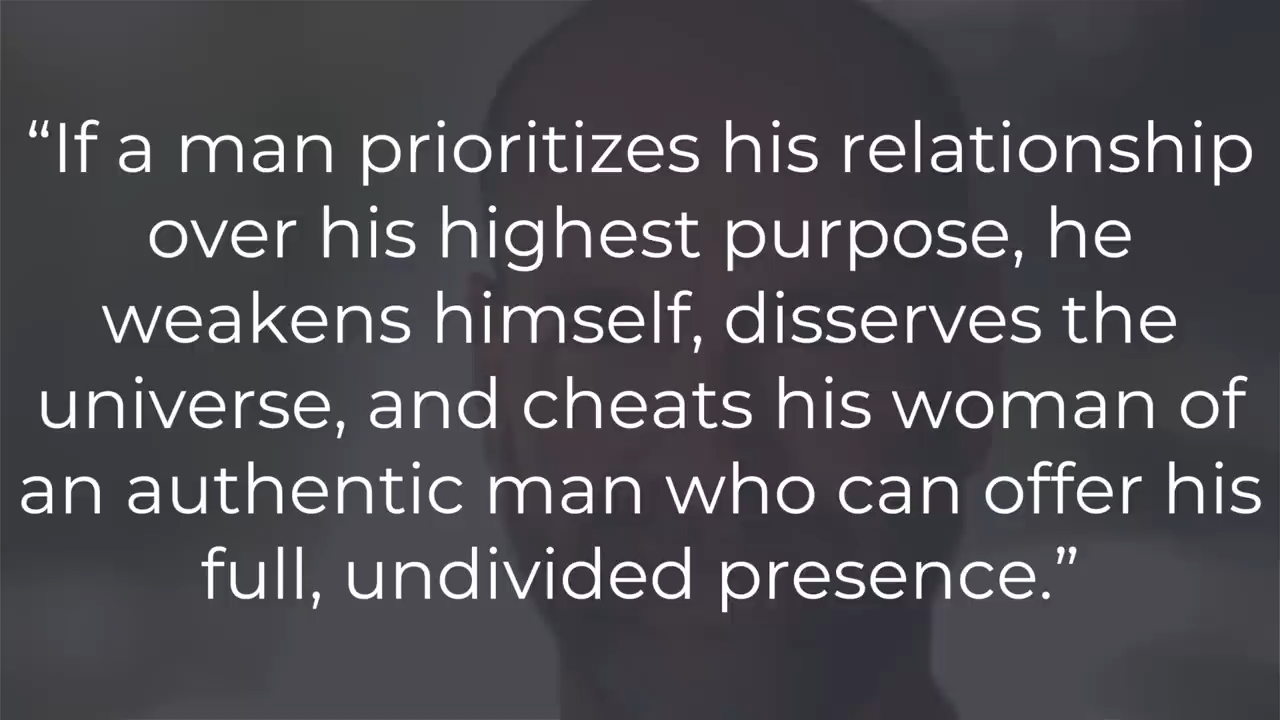 “If a man prioritizes his relationship
over his highest purpose, he
weakens himself, disserves the
universe, and cheats his woman of
an authentic man who can offer his
full, undivided presence.”